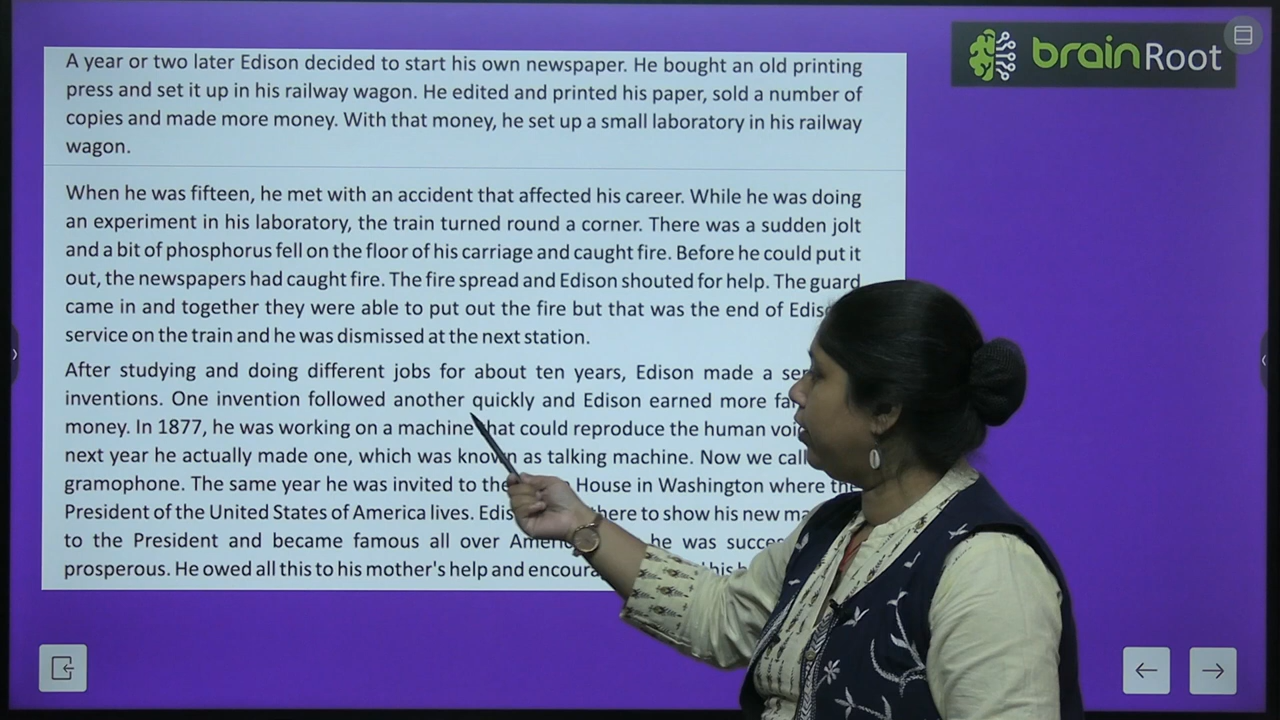 brainRoot
A year or two later Edison decided to start his own newspaper. He bought an old printing
press and set it up in his railway wagon. He edited and printed his paper, sold a number of
copies and made more money. With that money, he set up a small laboratory in his railway
wagon.
When he was fifteen, he met with an accident that affected his career. While he was doing
an experiment in his laboratory, the train turned round a corner. There was a sudden jolt
and a bit of phosphorus fell on the floor of his carriage and caught fire. Before he could put it
out, the newspapers had caught fire. The fire spread and Edison shouted for help. The guard
came in and together they were able to put out the fire but that was the end of
service on the train and he was dismissed at the next station.
After studying and doing different jobs for about ten years, Edison made a
inventions. One invention followed another quickly and Edison earned more
money. In 1877, he was working on a machine that could reproduce the human
next year he actually made one, which was known as talking machine. Now we call
gramophone. The same year he was invited to the House in Washington where the
President of the United States of America lives. to show his new
to the President and became famous all over he was
prosperous. He owed all this to his mother's help and